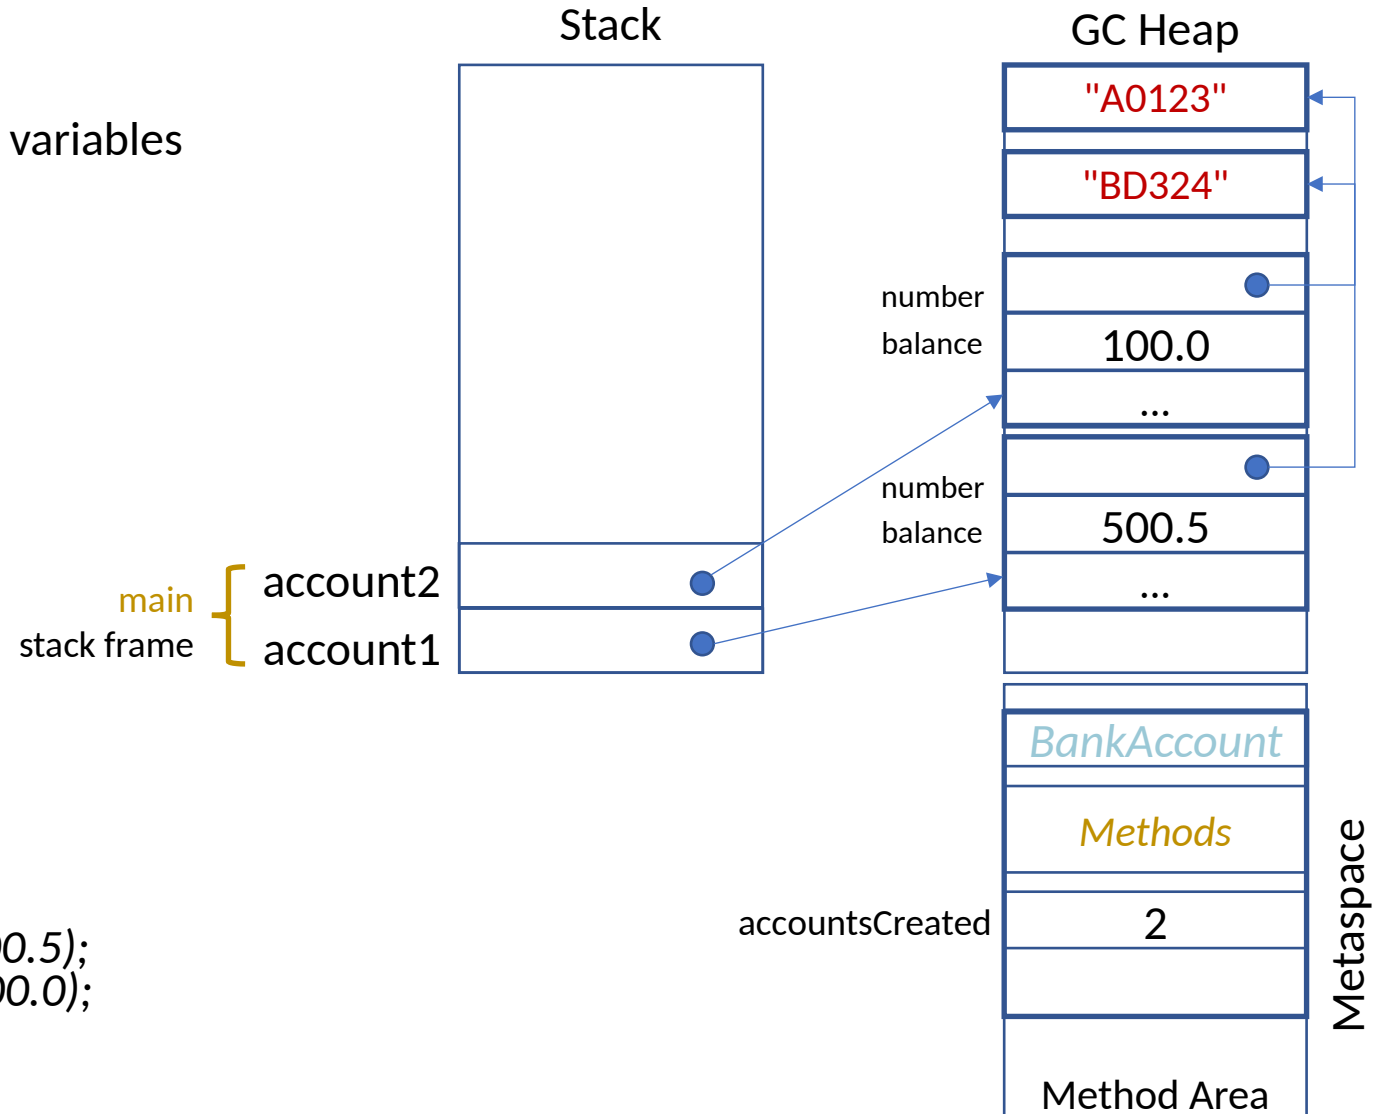 Stack
GC Heap
"A0123"
variables
"BD324"
number
balance
100.0
...
number
balance
500.5
...
account2
main
stack frame
account1
BankAccount
Methods
accountsCreated
2
Metaspace
0.5);
00.0);
Method Area